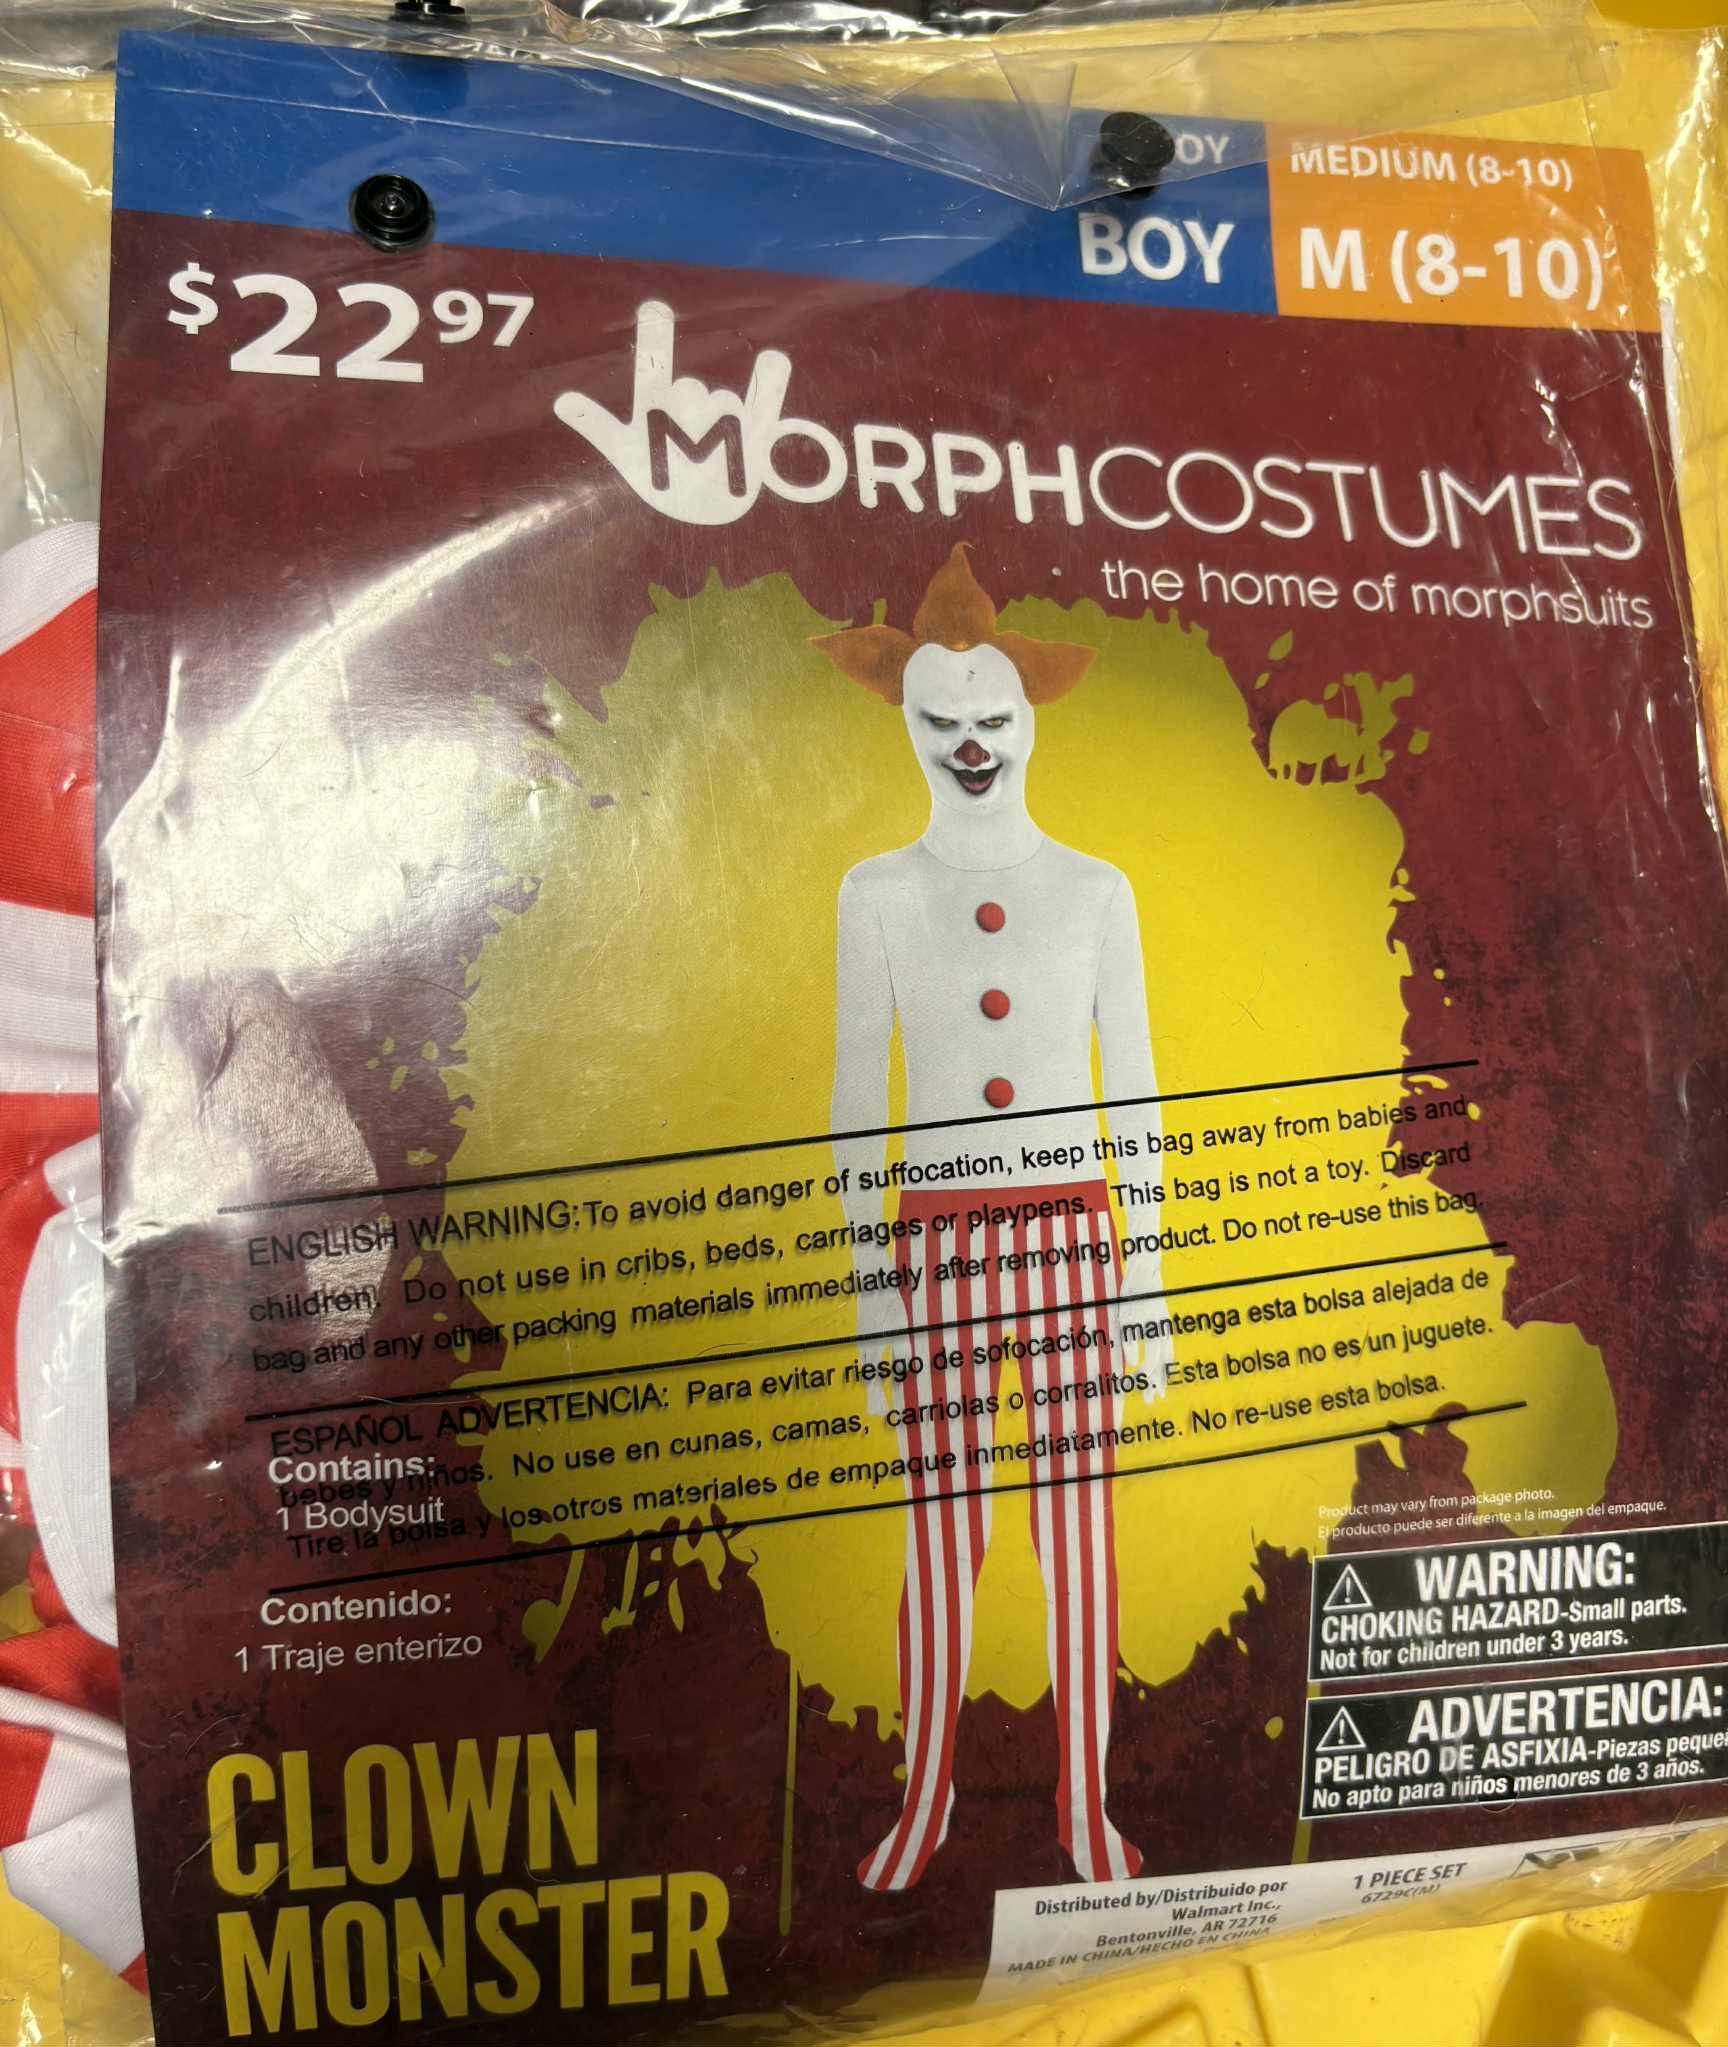 OY
MEDIUM (8-10)
BOY
M (8-10)
$22 97
MORPHCOSTUMES
the home of morphsuits
ENGLISH WARNING: To avoid danger of suffocation, keep this bag away from babies and
children. Do not use in cribs, beds, carriages or playpens. This bag is not a toy. Discard
bag and any other packing materials immediately after removing product. Do not re-use this bag.
ESPAÑOL ADVERTENCIA: Para evitar riesgo de sofocación, mantenga esta bolsa alejada de
bebes y niños. No use en cunas, camas, carriolas o corralitos. Esta bolsa no es un juguete.
Tire la bolsa y los otros materiales de empaque inmediatamente. No re-use esta bolsa.
Contains:
1 Bodysuit
Contenido:
1 Traje enterizo
Product may vary from package photo.
El producto puede ser diferente a la imagen del empaque.
WARNING:
CHOKING HAZARD-Small parts.
Not for children under 3 years.
ADVERTENCIA:
PELIGRO DE ASFIXIA-Piezas peque
No apto para niños menores de 3 años.
CLOWN
MONSTER
Distributed by/Distribuido por
Walmart Inc.,
Bentonville, AR 72716
MADE IN CHINA/HECHO EN CHINA
1 PIECE SET
6729C(M)